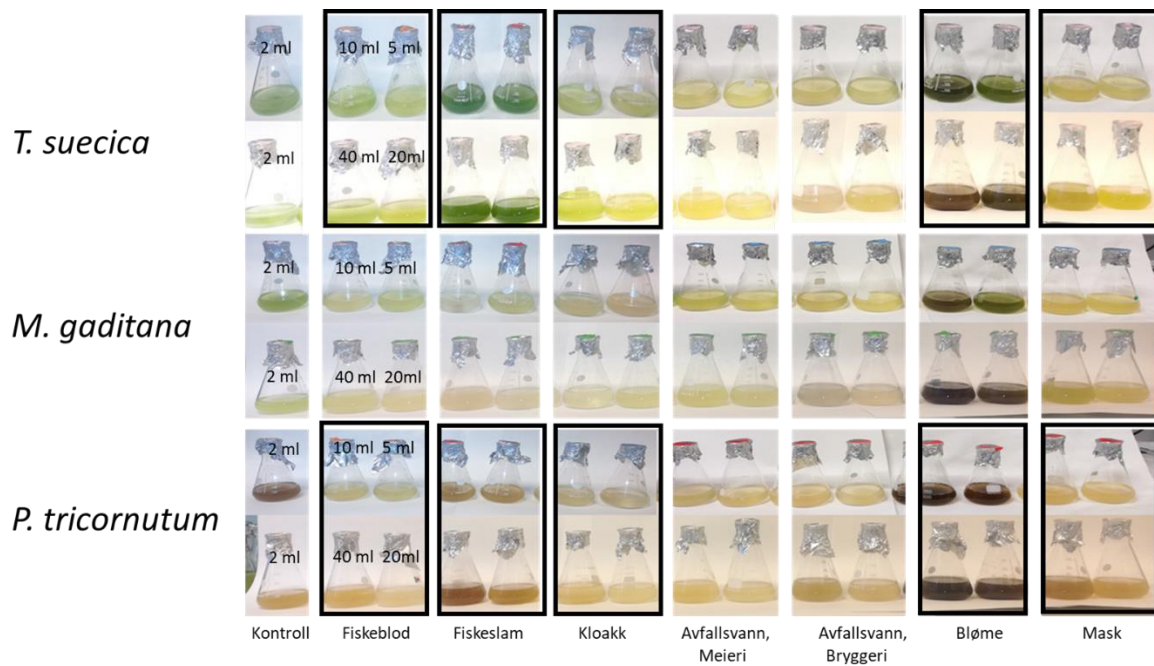 2 ml 10 ml 5 ml
T. suecica
2 ml 40 ml 20ml
2 ml 10 ml 5 ml
M. gaditana
2 ml 40 ml 20ml
2 ml 10 ml 5 ml
P. tricornutum
2 ml 40 ml 20ml
Kontroll Fiskeblod Fiskeslam Kloakk Avfallsvann, Avfallsvann, Bløme Mask
Meieri Bryggeri